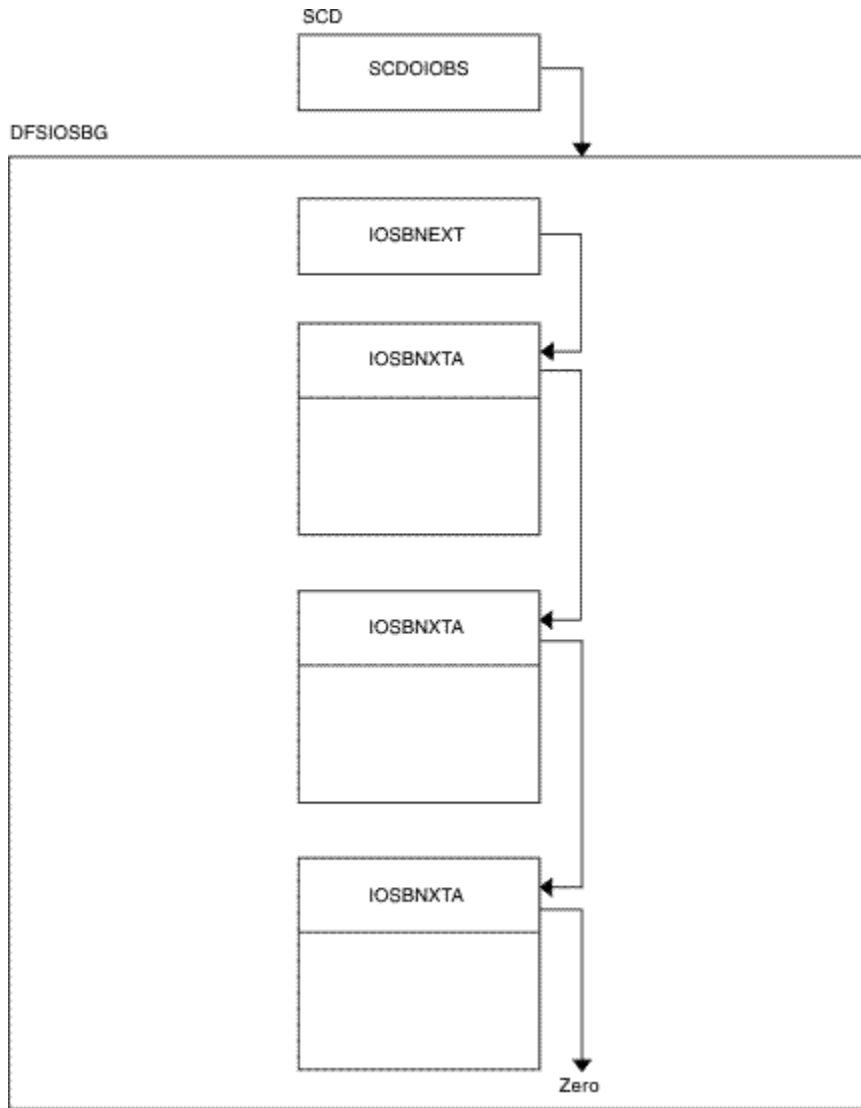 SCD
SCDOIOBS
DFSIOSBG
IOSBNEXT
IOSBNXTA
IOSBNXTA
IOSBNXTA
Zero